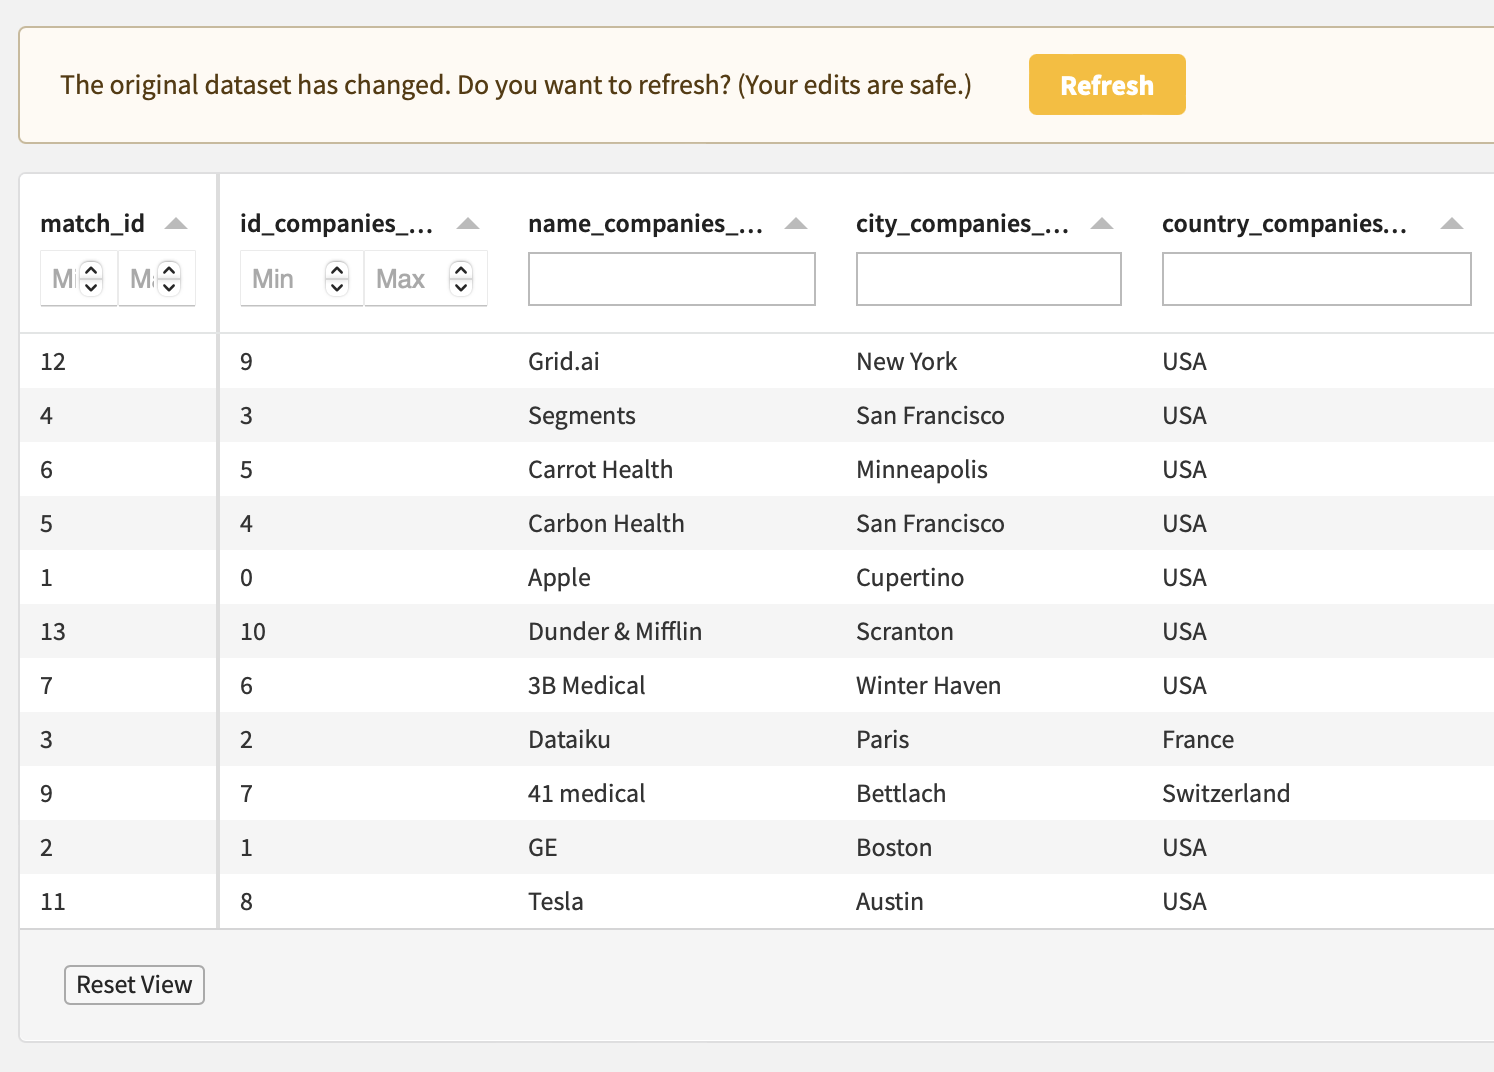 The original dataset has changed. Do you want to refresh? (Your edits are safe.) Refresh
match_id id_companies_... name_companies_... city_companies_... country_companies...
Min Max
12 9 Grid.ai New York USA
4 3 Segments San Francisco USA
6 5 Carrot Health Minneapolis USA
5 4 Carbon Health San Francisco USA
1 0 Apple Cupertino USA
13 10 Dunder & Mifflin Scranton USA
7 6 3B Medical Winter Haven USA
3 2 Dataiku Paris France
9 7 41 medical Bettlach Switzerland
2 1 GE Boston USA
11 8 Tesla Austin USA
Reset View